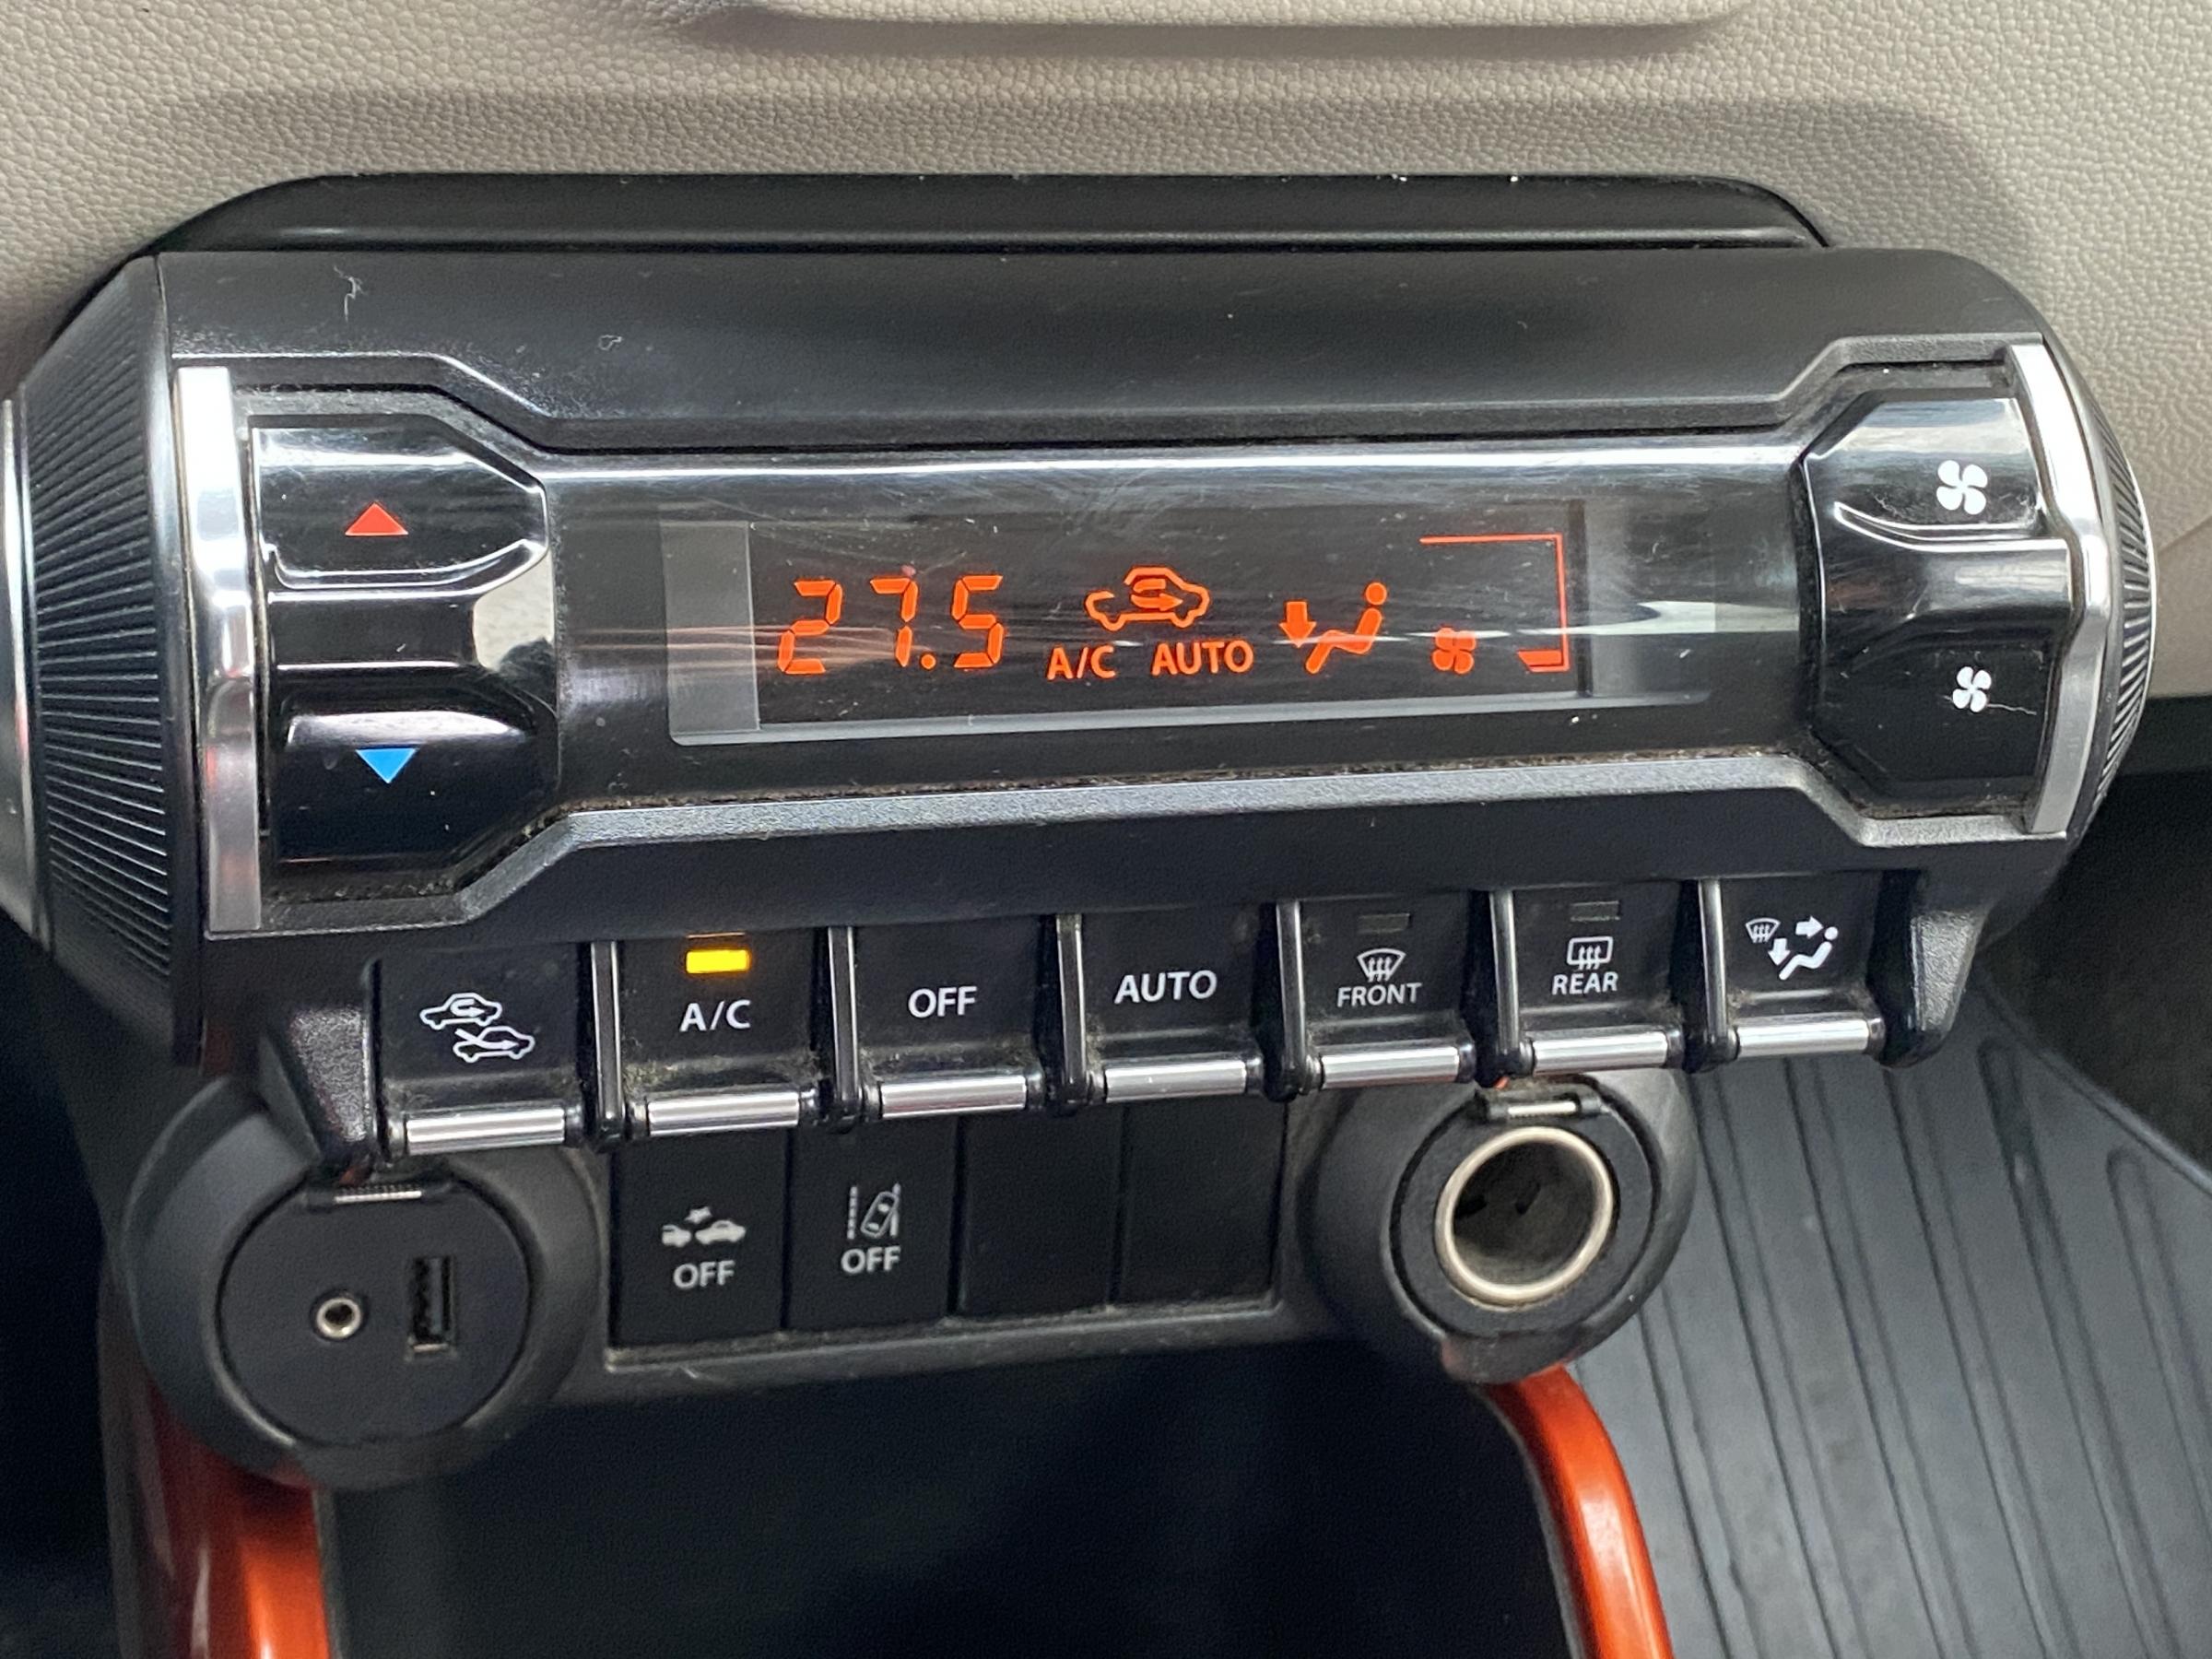 27.5
A/C AUTO
A/C
OFF
AUTO
FRONT
REAR
OFF
OFF